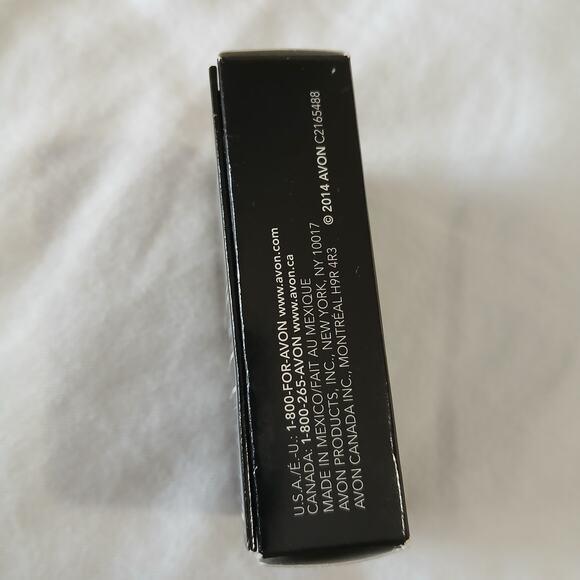 U.S.A./É.-U.: 1-800-FOR-AVON www.avon.com
CANADA: 1-800-265-AVON www.avon.ca
MADE IN MEXICO/FAIT AU MEXIQUE
AVON PRODUCTS, INC., NEW YORK, NY 10017
AVON CANADA INC., MONTRÉAL H9R 4R3
© 2014 AVON C2165488